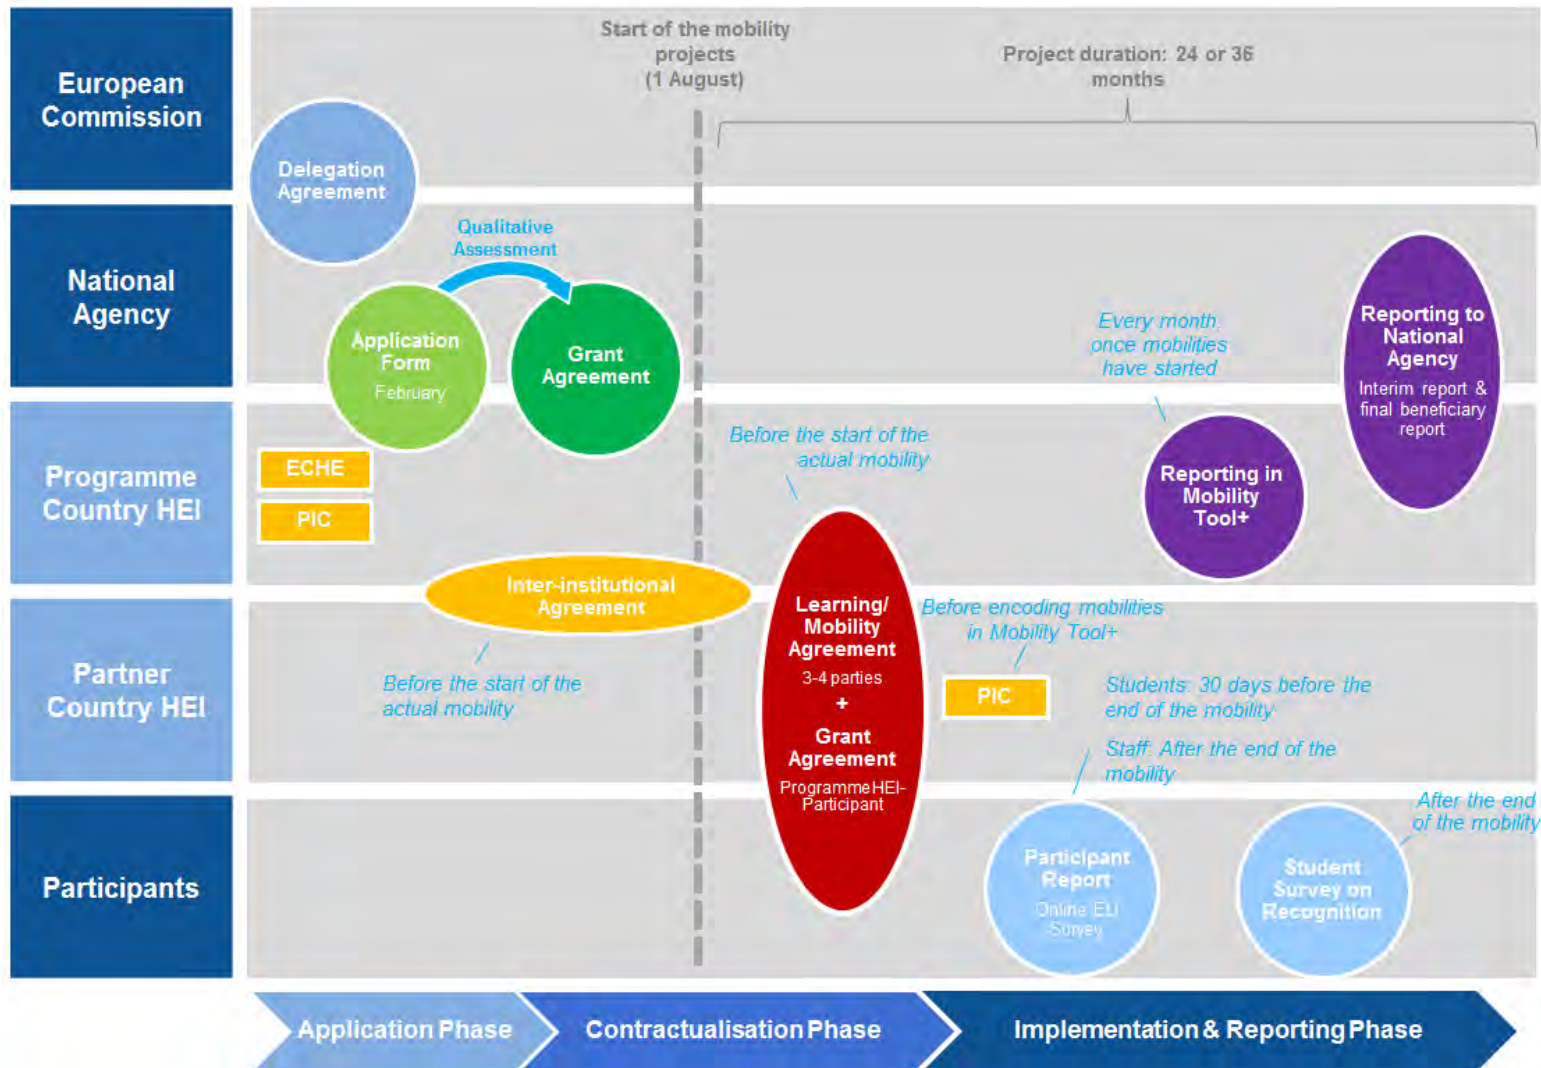 European
Commission
Start of the mobility
projects
(1 August)
Project duration: 24 or 36
months
Delegation
Agreement
National
Agency
Qualitative
Assessment
Application
Form
February
Grant
Agreement
Every month
once mobilities
have started
Reporting to
National
Agency
Interim report &
final beneficiary
report
Programme
Country HEI
ECHE
PIC
Before the start of the
actual mobility
Reporting in
Mobility
Tool+
Inter-institutional
Agreement
Before the start of the
actual mobility
Partner
Country HEI
Learning/
Mobility
Agreement
3-4 parties
+
Grant
Agreement
ProgrammeHEI-
Participant
Before encoding mobilities
in Mobility Tool+
PIC
Students: 30 days before the
end of the mobility
Staff: After the end of the
mobility
After the end
of the mobility
Participants
Participant
Report
Online EU
Survey
Student
Survey on
Recognition
Application Phase
Contractualisation Phase
Implementation & Reporting Phase